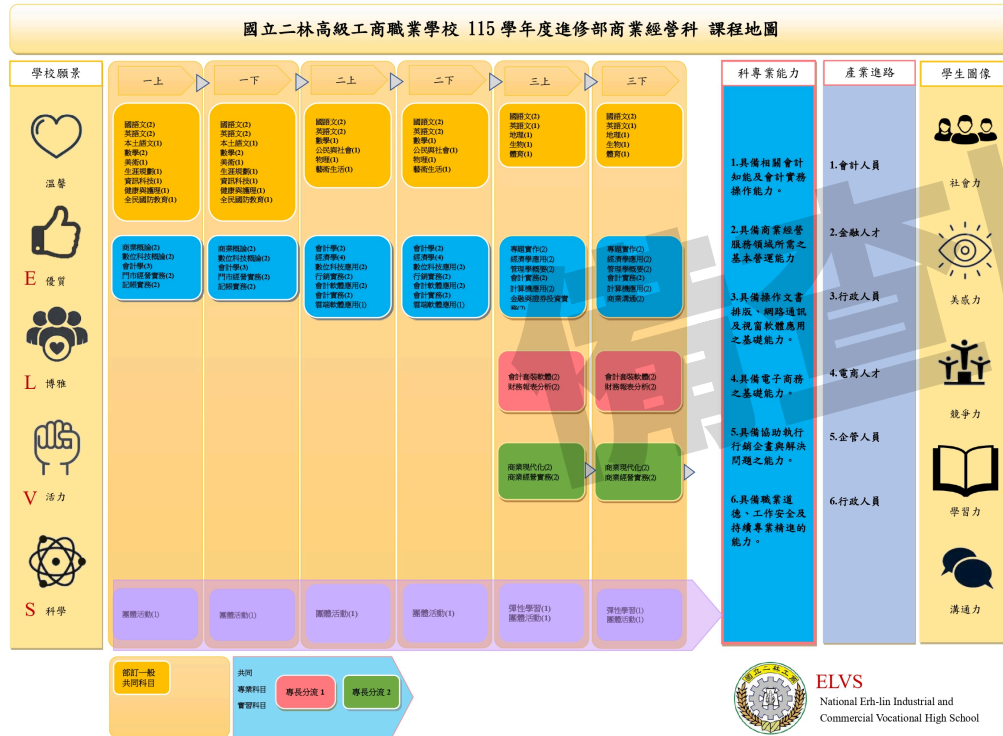 國立二林高級工商職業學校 115 學年度進修部商業經營科 課程地圖
學校願景
溫馨
E 優質
L 博雅
V 活力
S 科學
一上
一下
二上
二下
三上
三下
國語文(2)
英語文(2)
本土語文(1)
數學(2)
美術(1)
生涯規劃(1)
資訊科技(1)
健康與護理(1)
全民國防教育(1)
國語文(2)
英語文(2)
本土語文(1)
數學(2)
美術(1)
生涯規劃(1)
資訊科技(1)
健康與護理(1)
全民國防教育(1)
國語文(2)
英語文(2)
數學(1)
公民與社會(1)
物理(1)
藝術生活(1)
國語文(2)
英語文(2)
數學(1)
公民與社會(1)
物理(1)
藝術生活(1)
國語文(2)
英語文(1)
地理(1)
生物(1)
體育(1)
國語文(2)
英語文(1)
地理(1)
生物(1)
體育(1)
商業概論(2)
數位科技概論(2)
會計學(3)
門市經營實務(2)
記帳實務(2)
商業概論(2)
數位科技概論(2)
會計學(3)
門市經營實務(2)
記帳實務(2)
會計學(2)
經濟學(4)
數位科技應用(2)
行銷實務(2)
會計軟體應用(2)
會計實務(2)
雲端軟體應用(1)
會計學(2)
經濟學(4)
數位科技應用(2)
行銷實務(2)
會計軟體應用(2)
會計實務(2)
雲端軟體應用(1)
專題實作(2)
經濟學應用(2)
管理學概要(2)
會計實務(2)
計算機應用(2)
金融與證券投資實
務(2)
專題實作(2)
經濟學應用(2)
管理學概要(2)
會計實務(2)
計算機應用(2)
商業溝通(2)
會計套裝軟體(2)
財務報表分析(2)
會計套裝軟體(2)
財務報表分析(2)
商業現代化(2)
商業經營實務(2)
商業現代化(2)
商業經營實務(2)
團體活動(1)
團體活動(1)
團體活動(1)
團體活動(1)
彈性學習(1)
團體活動(1)
彈性學習(1)
團體活動(1)
科專業能力
1.具備相關會計
知能及會計實務
操作能力。
2.具備商業經營
服務領域所需之
基本營運能力
3.具備操作文書
排版、網路通訊
及視窗軟體應用
之基礎能力。
4.具備電子商務
之基礎能力。
5.具備協助執行
行銷企畫與解決
問題之能力。
6.具備職業道
德、工作安全及
持續專業精進的
能力。
產業進路
1.會計人員
2.金融人才
3.行政人員
4.電商人才
5.企管人員
6.行政人員
學生圖像
社會力
美感力
競爭力
學習力
溝通力
備查
部訂一般
共同科目
共同
專業科目
實習科目
專長分流 1
專長分流 2
國立二林工商
ELVS
National Erh-lin Industrial and
Commercial Vocational High School